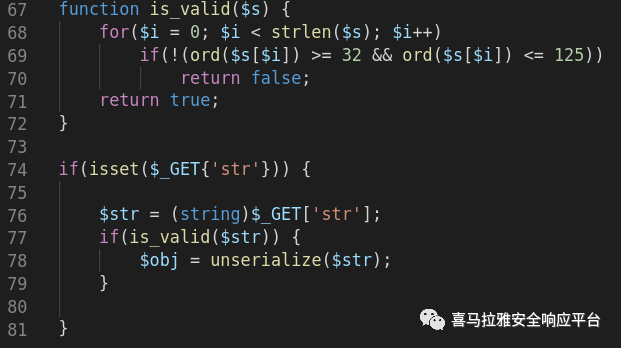 67 function is_valid($s) {
68     for($i = 0; $i < strlen($s); $i++)
69         if(!(ord($s[$i]) >= 32 && ord($s[$i]) <= 125))
70             return false;
71     return true;
72 }
73
74 if(isset($_GET{'str'})) {
75
76     $str = (string)$_GET['str'];
77     if(is_valid($str)) {
78         $obj = unserialize($str);
79     }
80
81 }
喜马拉雅安全响应平台